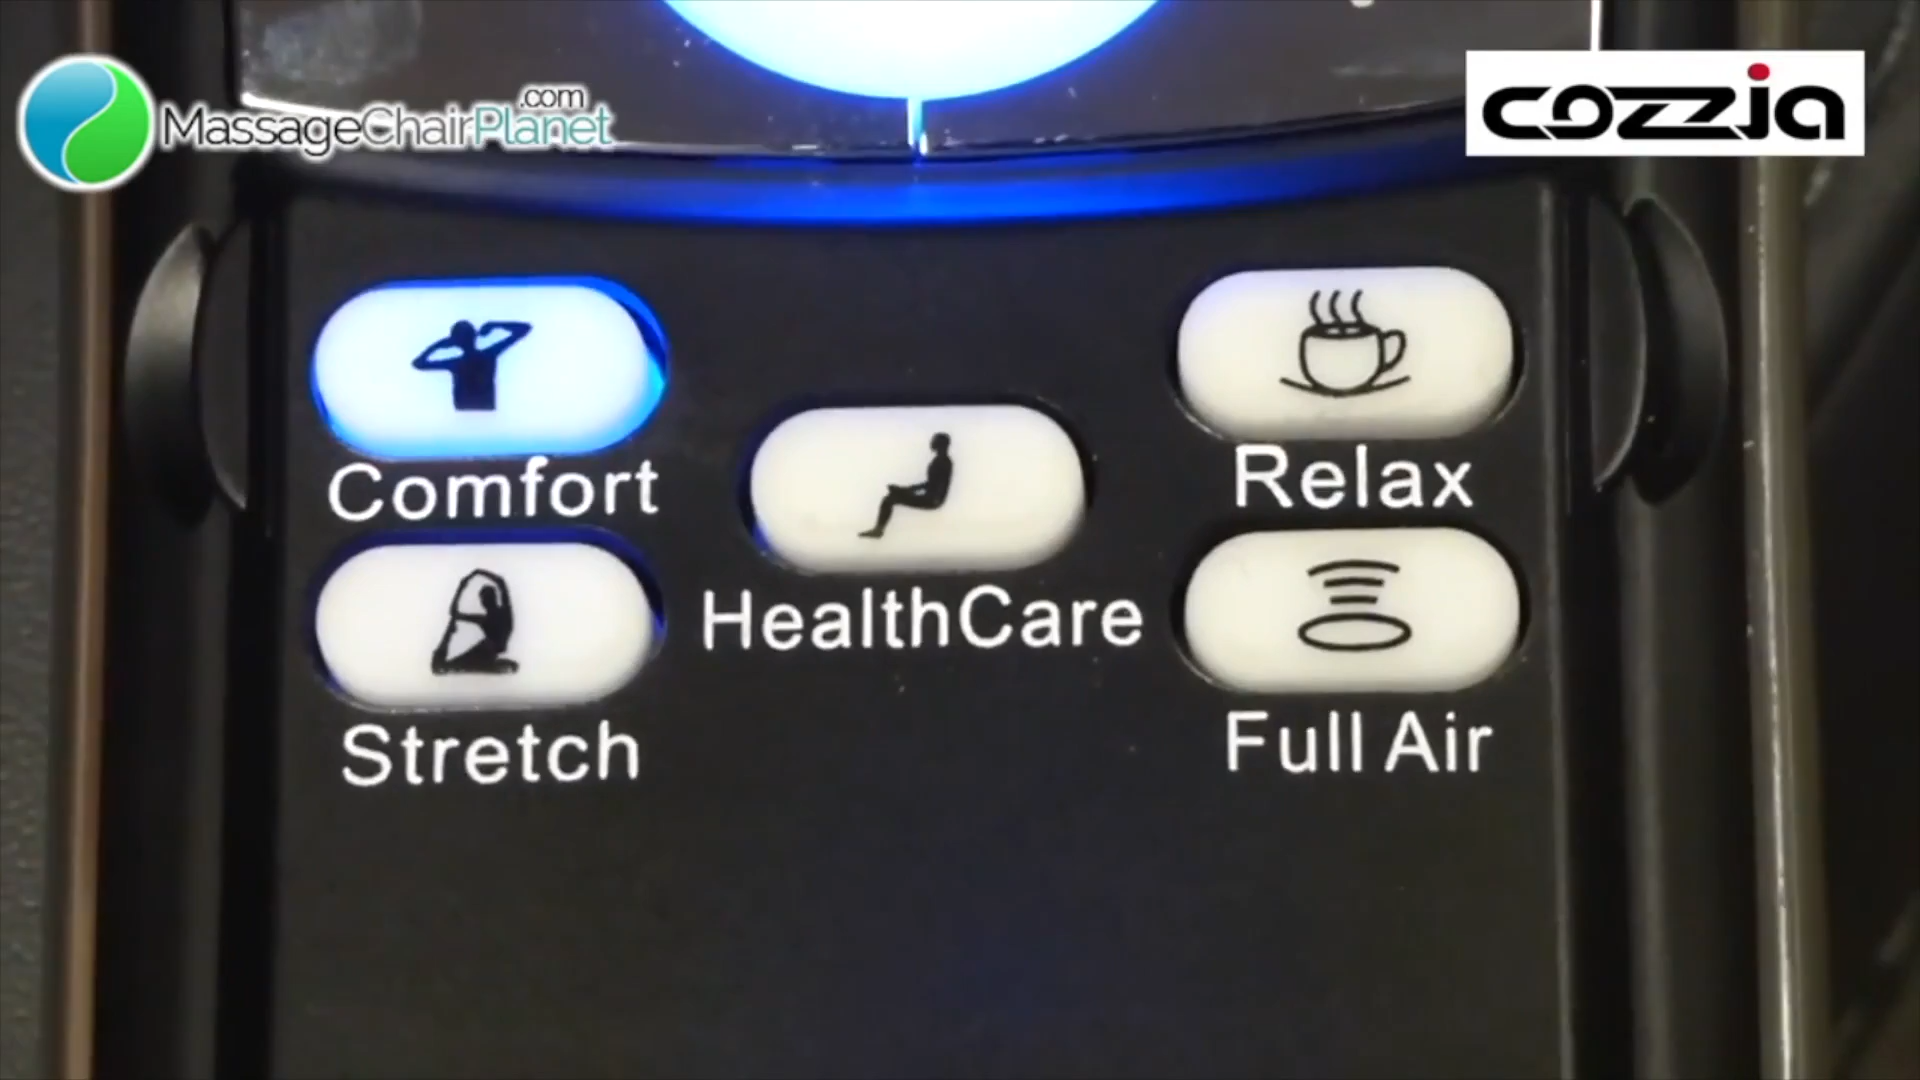 MassageChairPlanet.com
cozzia
Comfort
Relax
HealthCare
Stretch
Full Air